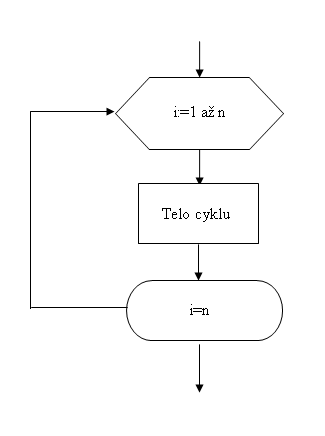 i:=1 až n
Telo cyklu
i=n